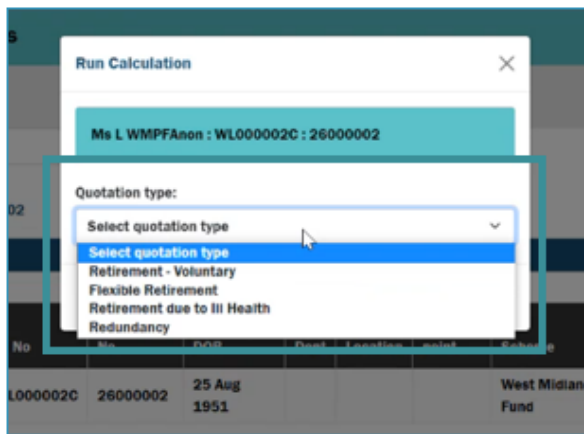 s
Run Calculation
Ms L WMPFAnon : WL000002C : 26000002
Quotation type:
02
Select quotation type
Select quotation type
Retirement - Voluntary
Flexible Retirement
Retirement due to Ill Health
Redundancy
No No DOB Dept Location point Scheme
L000002C 26000002 25 Aug 1951 West Midlan
Fund